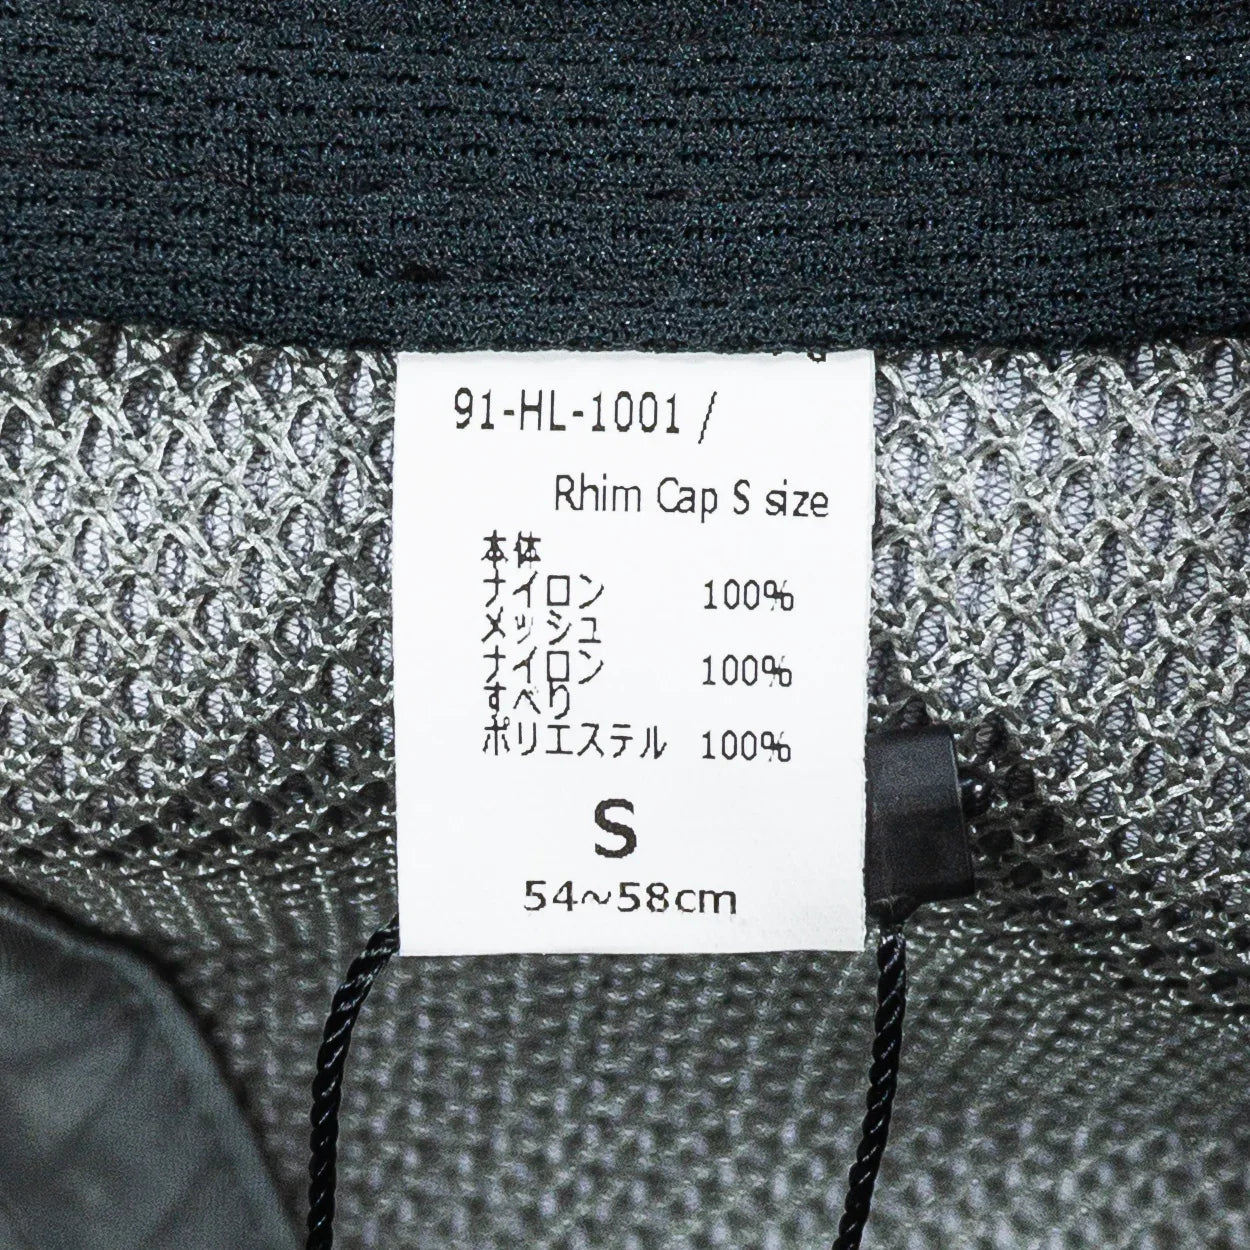 91-HL-1001 /
Rhim Cap S size
本体
ナイロン 100%
メッシュ
ナイロン 100%
すべり
ポリエステル 100%
S
54~58cm